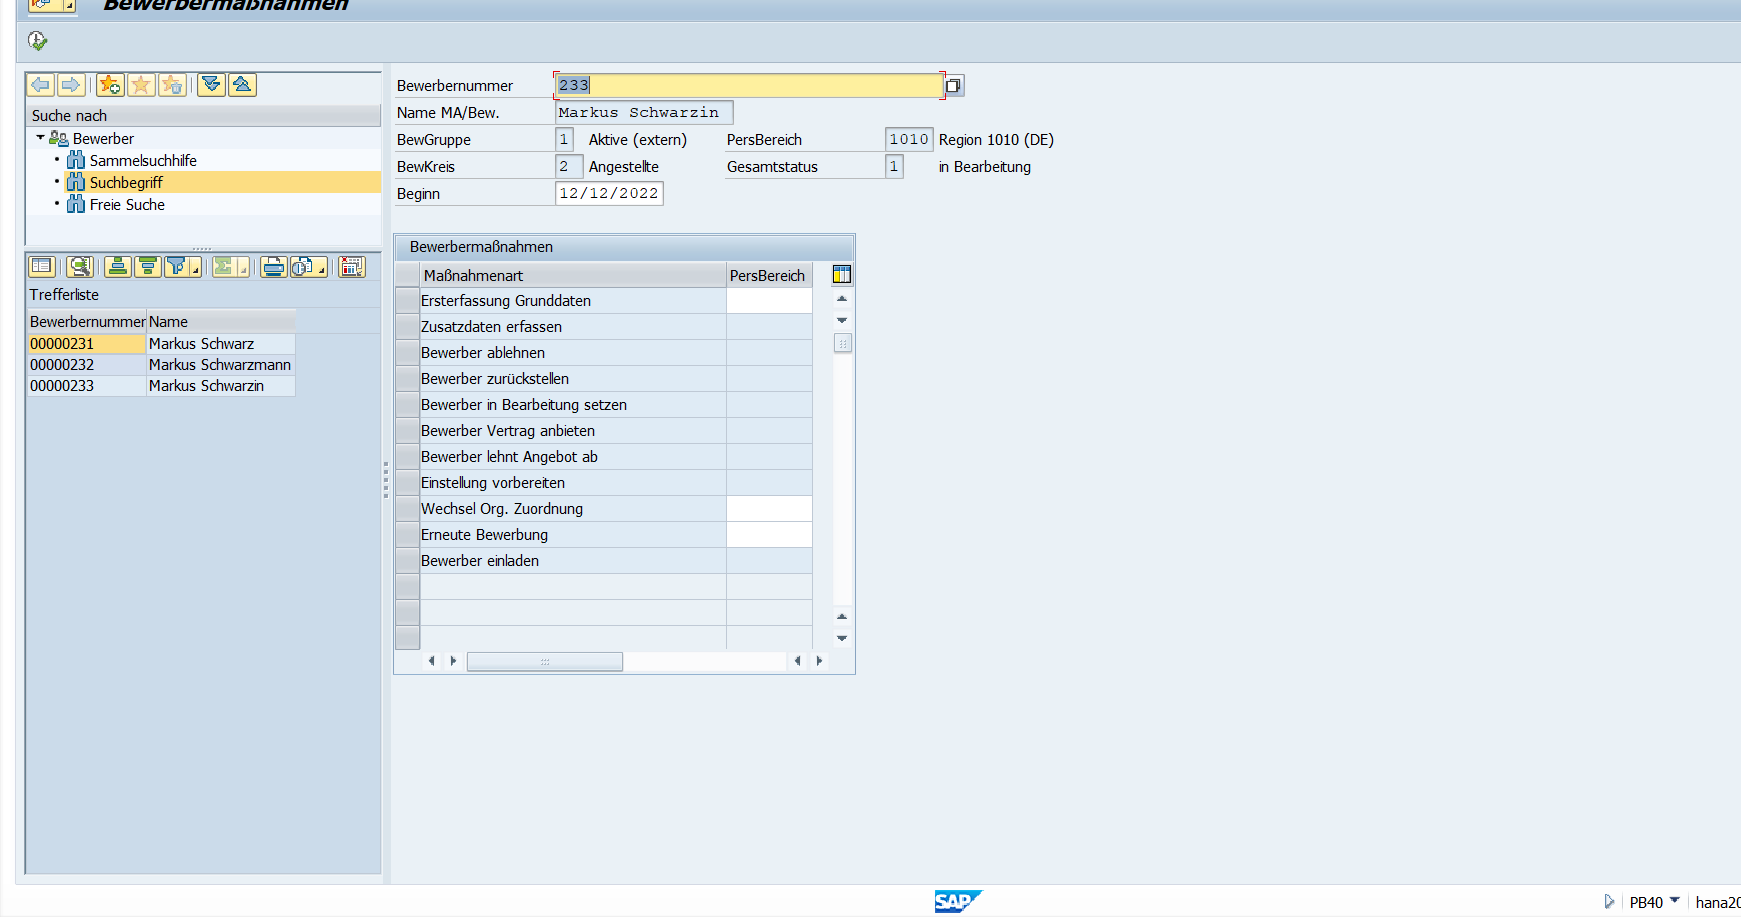 Bewerbermaßnahmen
Suche nach
Bewerber
Sammelsuchhilfe
Suchbegriff
Freie Suche
Trefferliste
Bewerbernummer Name
00000231 Markus Schwarz
00000232 Markus Schwarzmann
00000233 Markus Schwarzin
Bewerbernummer 233
Name MA/Bew. Markus Schwarzin
BewGruppe 1 Aktive (extern) PersBereich 1010 Region 1010 (DE)
BewKreis 2 Angestellte Gesamtstatus 1 in Bearbeitung
Beginn 12/12/2022
Bewerbermaßnahmen
Maßnahmenart PersBereich
Ersterfassung Grunddaten
Zusatzdaten erfassen
Bewerber ablehnen
Bewerber zurückstellen
Bewerber in Bearbeitung setzen
Bewerber Vertrag anbieten
Bewerber lehnt Angebot ab
Einstellung vorbereiten
Wechsel Org. Zuordnung
Erneute Bewerbung
Bewerber einladen
SAP PB40 hana20